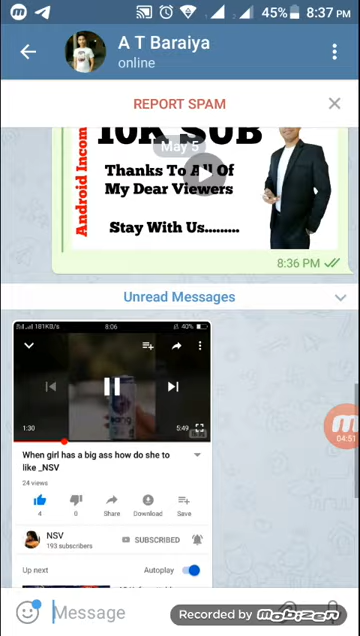 45% 8:37 PM
A T Baraiya
online
REPORT SPAM
10K SUB
May 5
Android Incom
Thanks To All Of
My Dear Viewers
Stay With Us.........
8:36 PM
Unread Messages
181KB/s 8:06 40%
1:30 5:49
When girl has a big ass how do she to
like _NSV
24 views
4 0 Share Download Save
NSV
193 subscribers
SUBSCRIBED
Up next Autoplay
04:51
Message
Recorded by mobizen